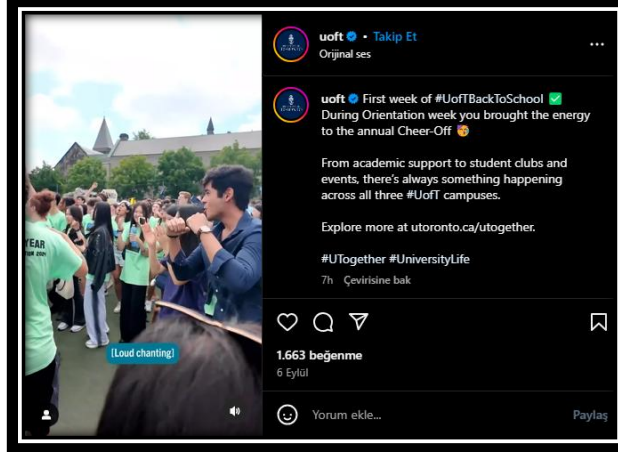 uoft • Takip Et
Orijinal ses
uoft First week of #UofTBackToSchool ✅
During Orientation week you brought the energy
to the annual Cheer-Off
From academic support to student clubs and
events, there's always something happening
across all three #UofT campuses.
Explore more at utoronto.ca/utogether.
#UTogether #UniversityLife
7h Çevirisine bak
YEAR
[Loud chanting]
1.663 beğenme
6 Eylül
Yorum ekle...
Paylaş